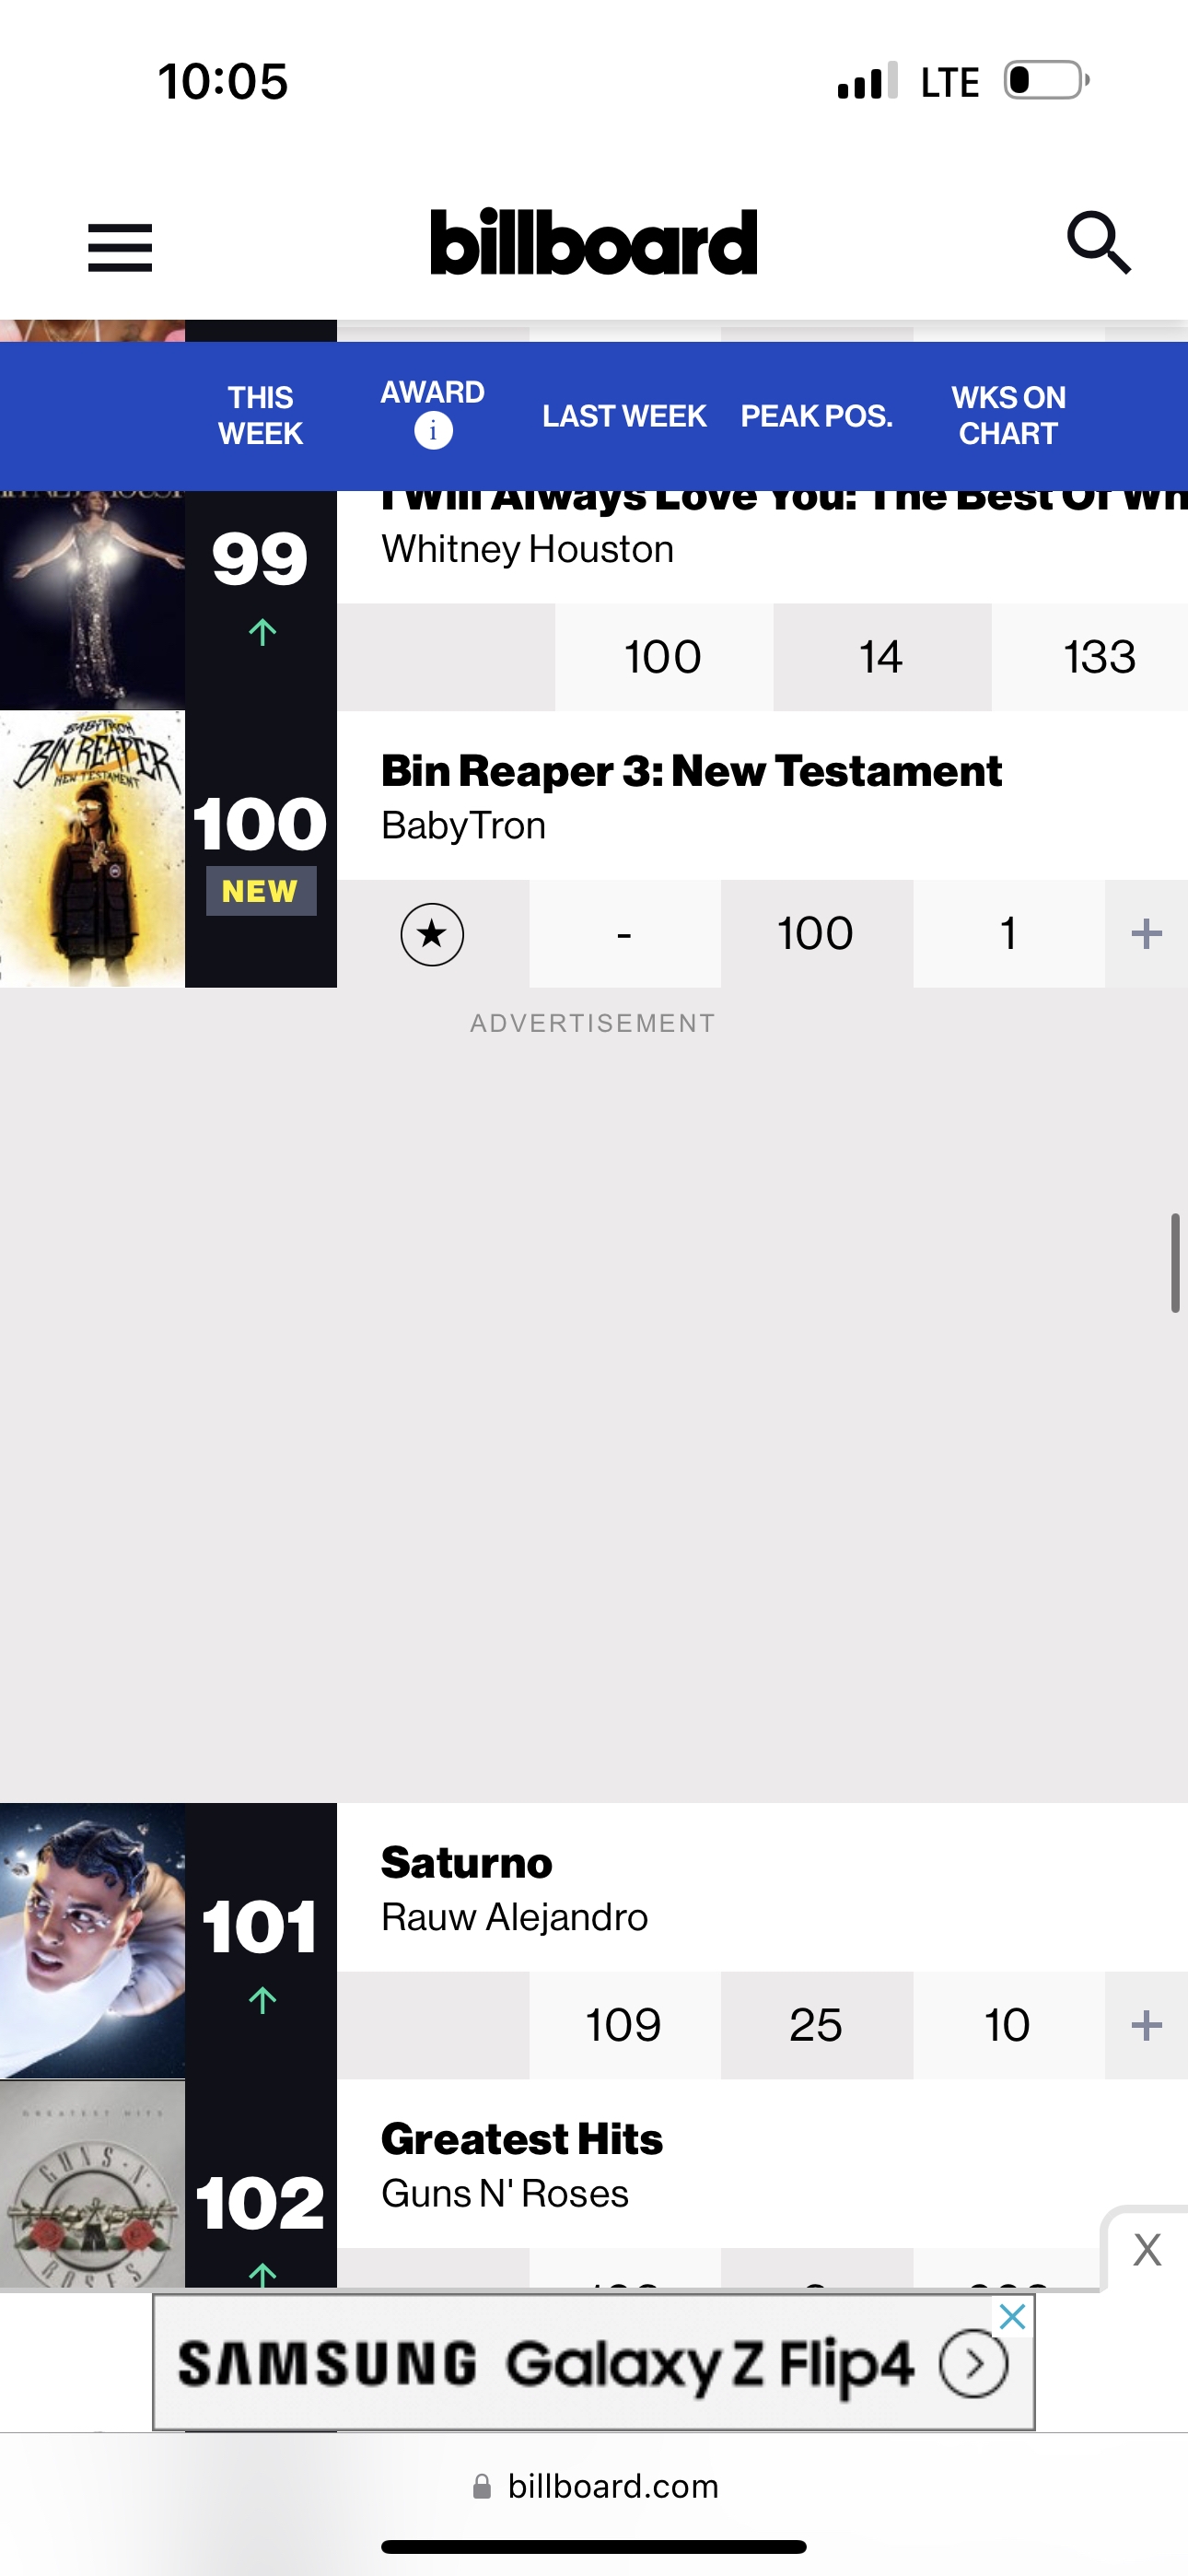 10:05
LTE
billboard
THIS
WEEK
AWARD
i
LAST WEEK
PEAK POS.
WKS ON
CHART
I Will Always Love You: The Best Of Wh
99
Whitney Houston
100
14
133
BABYTRON
BIN REAPER
NEW TESTAMENT
Bin Reaper 3: New Testament
100
BabyTron
NEW
-
100
1
+
ADVERTISEMENT
Saturno
101
Rauw Alejandro
109
25
10
+
GREATEST HITS
GUNS N'
ROSES
Greatest Hits
102
Guns N' Roses
X
SAMSUNG Galaxy Z Flip4
billboard.com